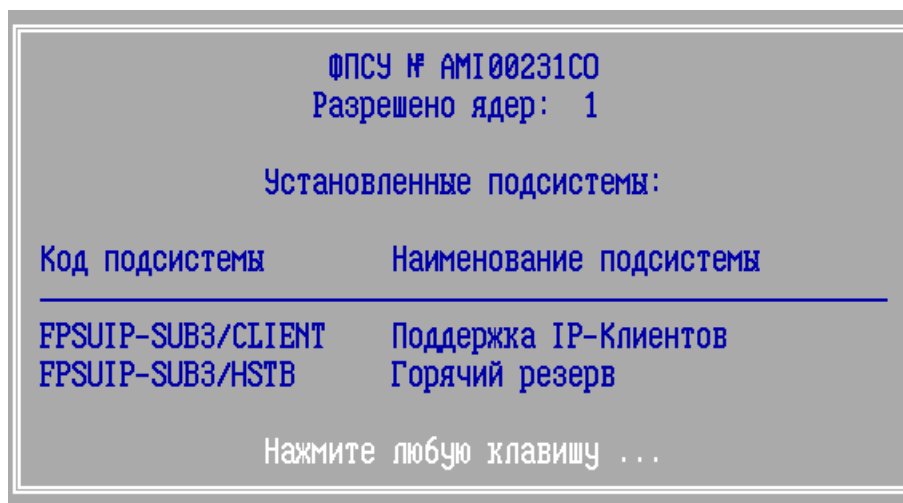 ФПСУ № AMI00231CO
Разрешено ядер: 1
Установленные подсистемы:
Код подсистемы Наименование подсистемы
FPSUIP-SUB3/CLIENT Поддержка IP-Клиентов
FPSUIP-SUB3/HSTB Горячий резерв
Нажмите любую клавишу ...